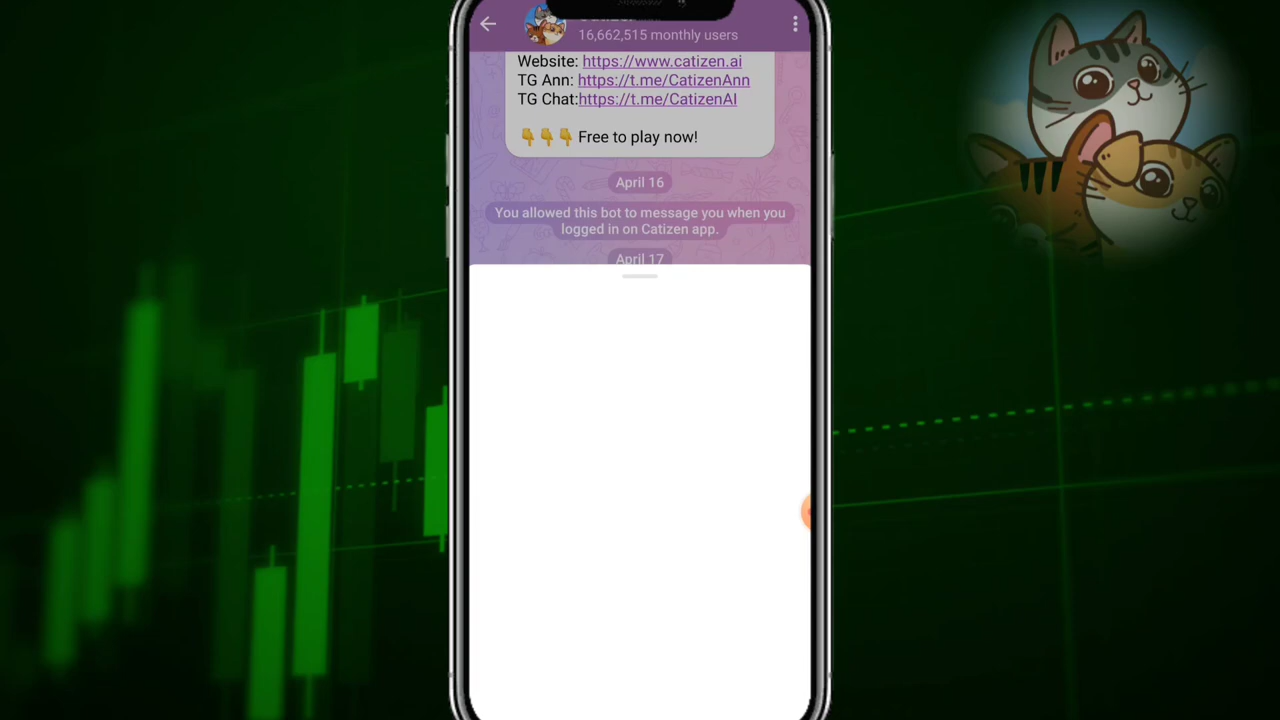 16,662,515 monthly users
Website: https://www.catizen.ai
TG Ann: https://t.me/CatizenAnn
TG Chat:https://t.me/CatizenAI
👇👇👇 Free to play now!
April 16
You allowed this bot to message you when you
logged in on Catizen app.
April 17